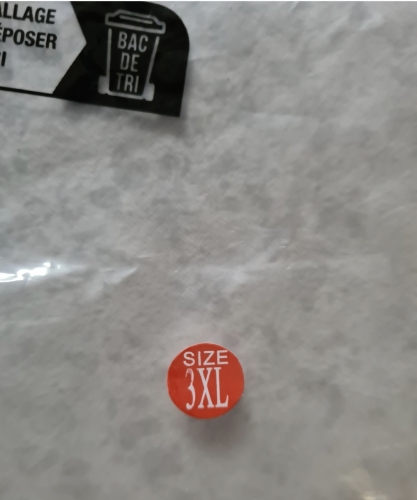 ALLAGE
ÉPOSER
BAC
DE
TRI
SIZE
3XL